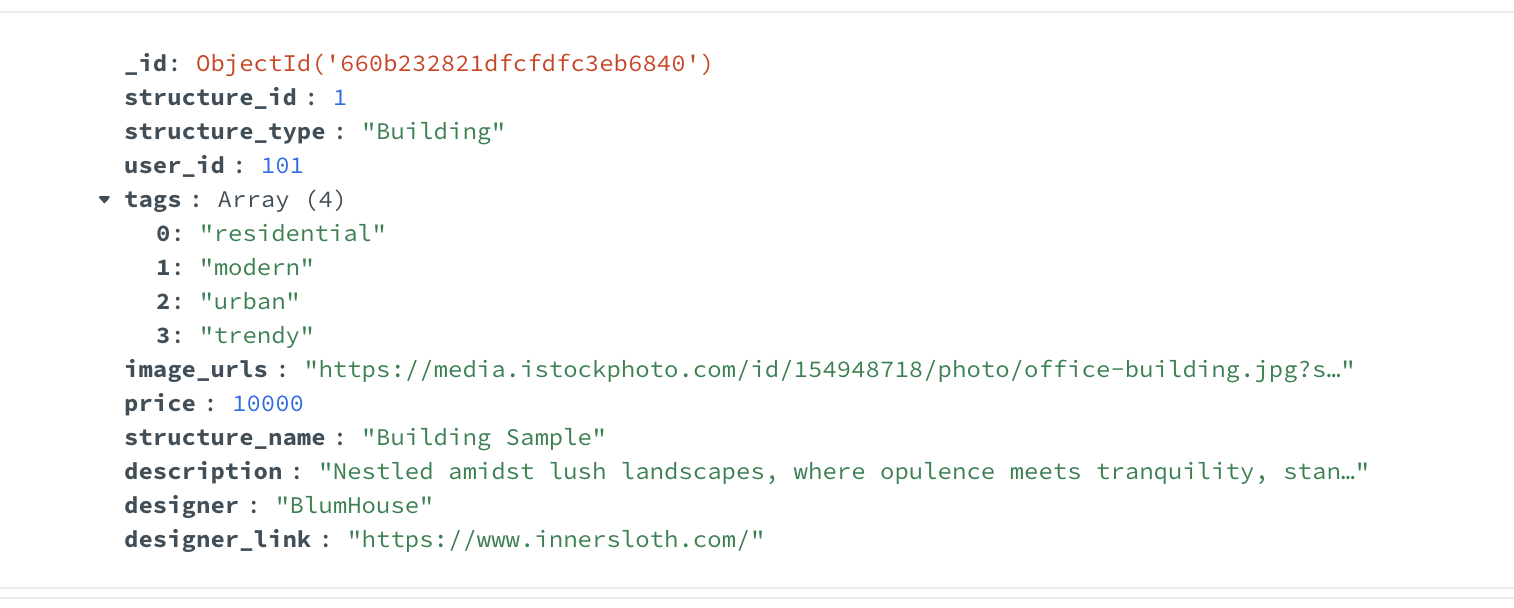 _id: ObjectId('660b232821dfcfdfc3eb6840')
structure_id : 1
structure_type : "Building"
user_id : 101
tags : Array (4)
0: "residential"
1: "modern"
2: "urban"
3: "trendy"
image_urls : "https://media.istockphoto.com/id/154948718/photo/office-building.jpg?s…"
price : 10000
structure_name : "Building Sample"
description : "Nestled amidst lush landscapes, where opulence meets tranquility, stan…"
designer : "BlumHouse"
designer_link : "https://www.innersloth.com/"